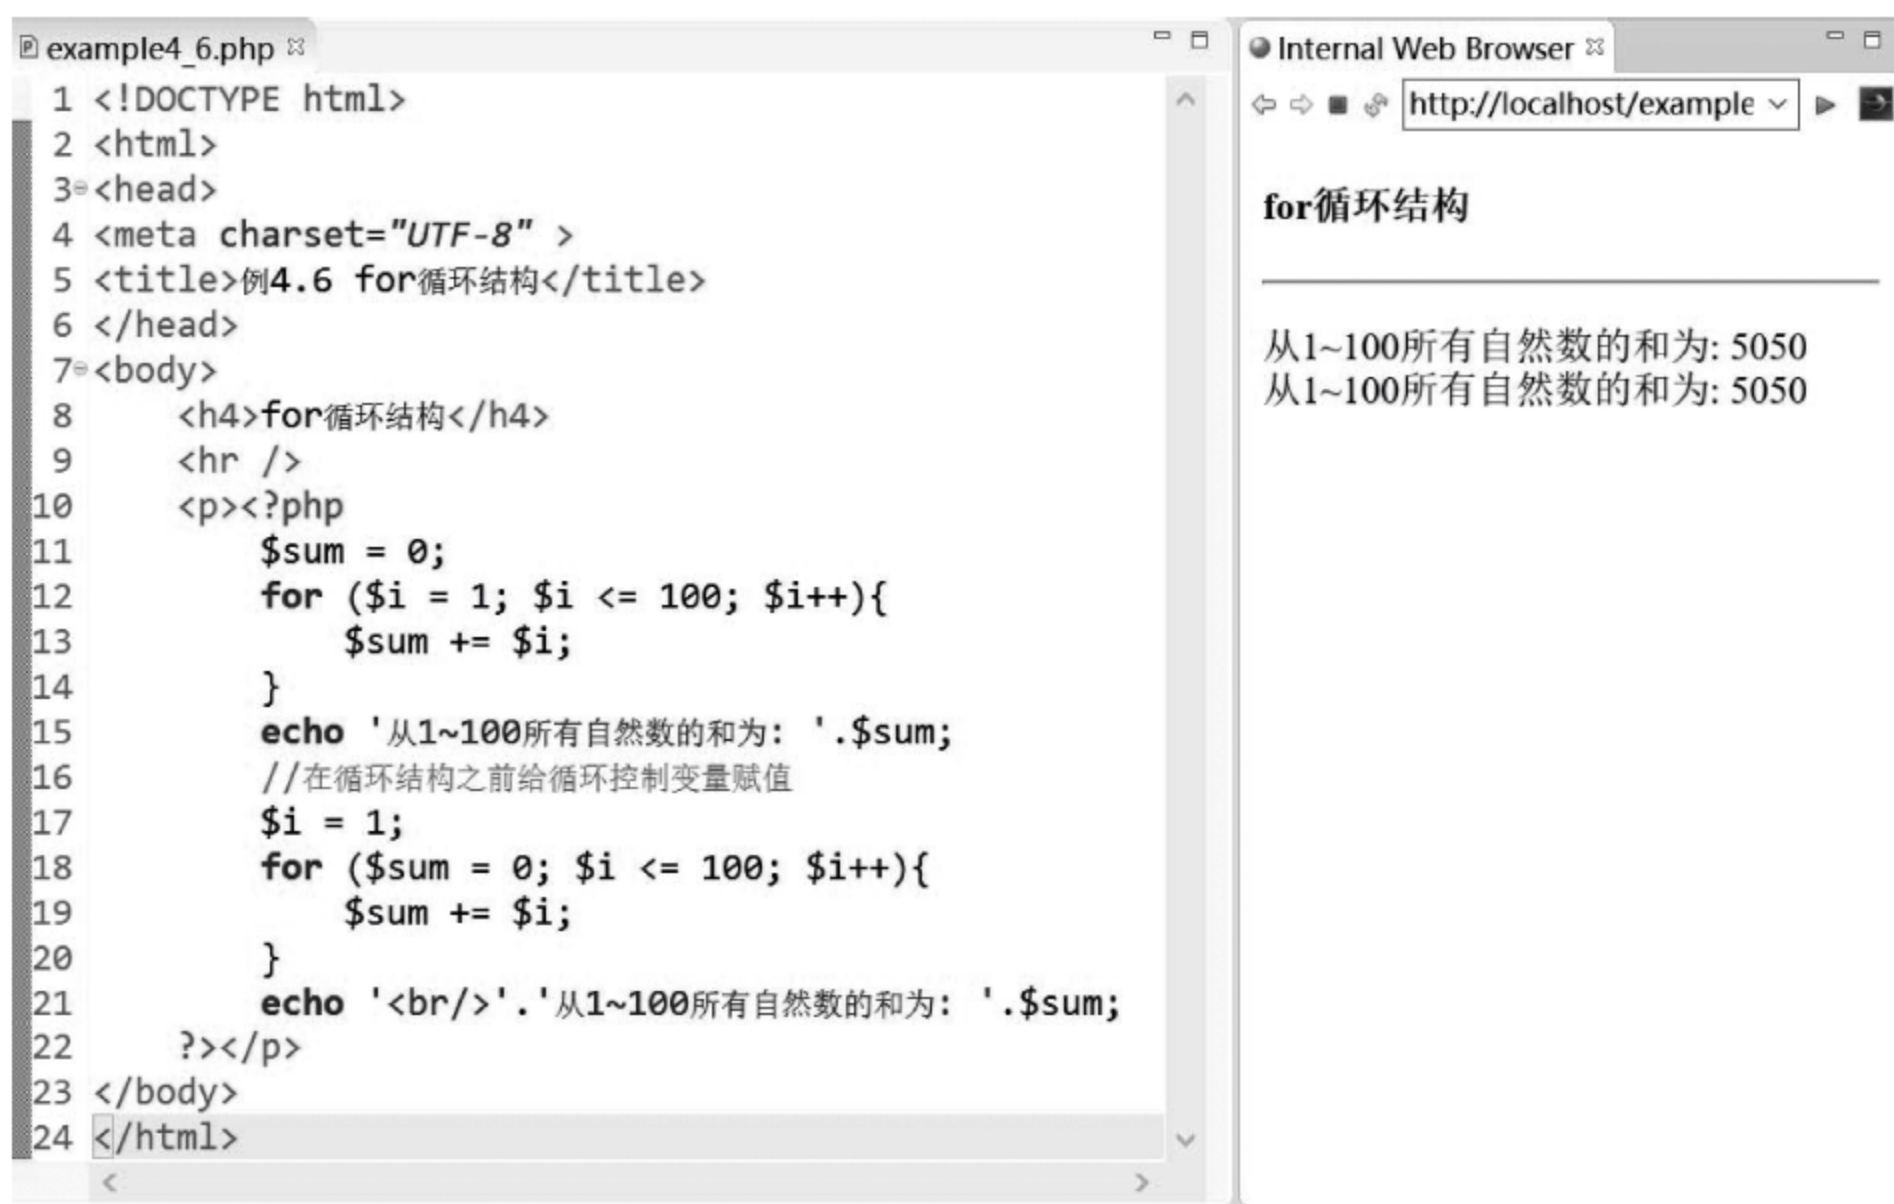 example4_6.php
1 <!DOCTYPE html>
2 <html>
3 <head>
4 <meta charset="UTF-8" >
5 <title>例4.6 for循环结构</title>
6 </head>
7 <body>
8     <h4>for循环结构</h4>
9     <hr />
10     <p><?php
11         $sum = 0;
12         for ($i = 1; $i <= 100; $i++){
13             $sum += $i;
14         }
15         echo '从1~100所有自然数的和为: '.$sum;
16         //在循环结构之前给循环控制变量赋值
17         $i = 1;
18         for ($sum = 0; $i <= 100; $i++){
19             $sum += $i;
20         }
21         echo '<br/>'.'从1~100所有自然数的和为: '.$sum;
22     ?></p>
23 </body>
24 </html>
Internal Web Browser
http://localhost/example
for循环结构
从1~100所有自然数的和为: 5050
从1~100所有自然数的和为: 5050